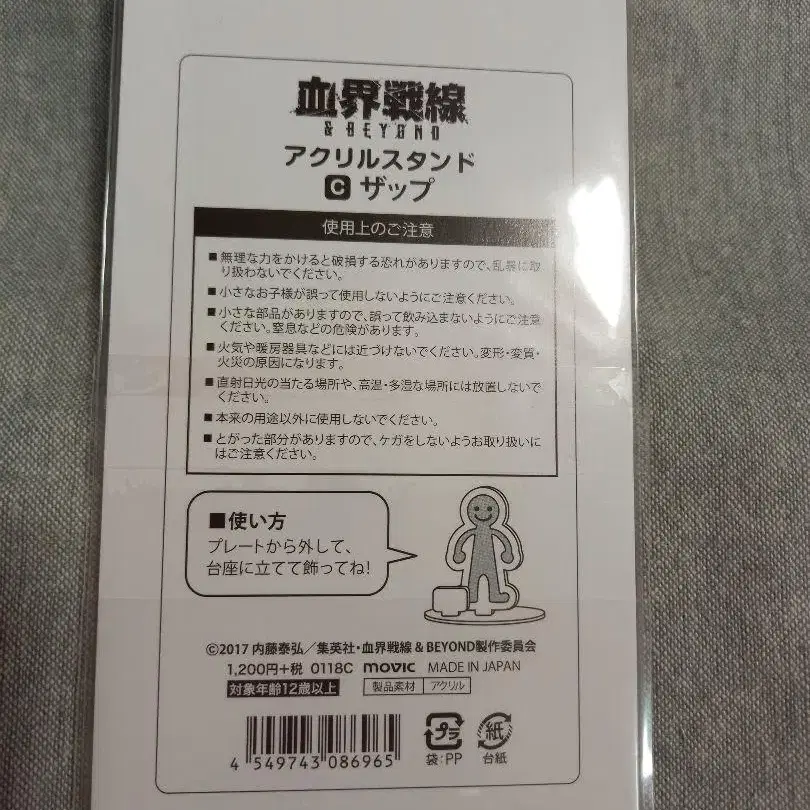 血界戦線
& BEYOND
アクリルスタンド
C ザップ
使用上のご注意
■無理な力をかけると破損する恐れがありますので、乱暴に取
り扱わないでください。
■小さなお子様が誤って使用しないようにご注意ください。
■小さな部品がありますので、誤って飲み込まないようにご注意
ください。窒息などの危険があります。
■火気や暖房器具などには近づけないでください。変形・変質・
火災の原因になります。
■直射日光の当たる場所や、高温・多湿な場所には放置しないで
ください。
■本来の用途以外に使用しないでください。
■とがった部分がありますので、ケガをしないようお取り扱いに
はご注意ください。
■使い方
プレートから外して、
台座に立てて飾ってね!
©2017 内藤泰弘/集英社・血界戦線 & BEYOND製作委員会
1,200円+税 0118C movic MADE IN JAPAN
対象年齢12歳以上 製品素材 アクリル
4 549743 086965
プラ
袋:PP
紙
台紙